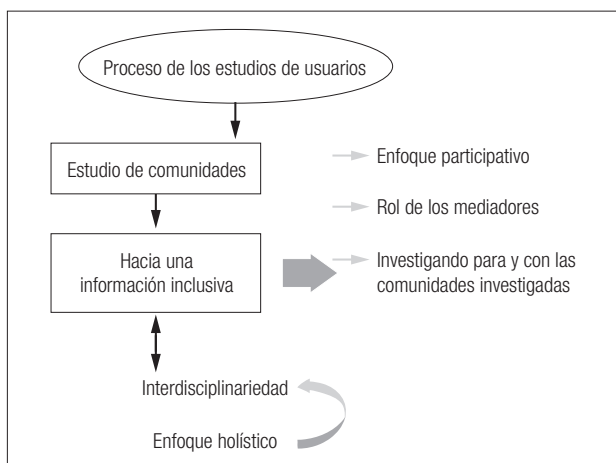 Proceso de los estudios de usuarios
Estudio de comunidades
Hacia una
información inclusiva
Enfoque participativo
Rol de los mediadores
Investigando para y con las
comunidades investigadas
Interdisciplinariedad
Enfoque holístico